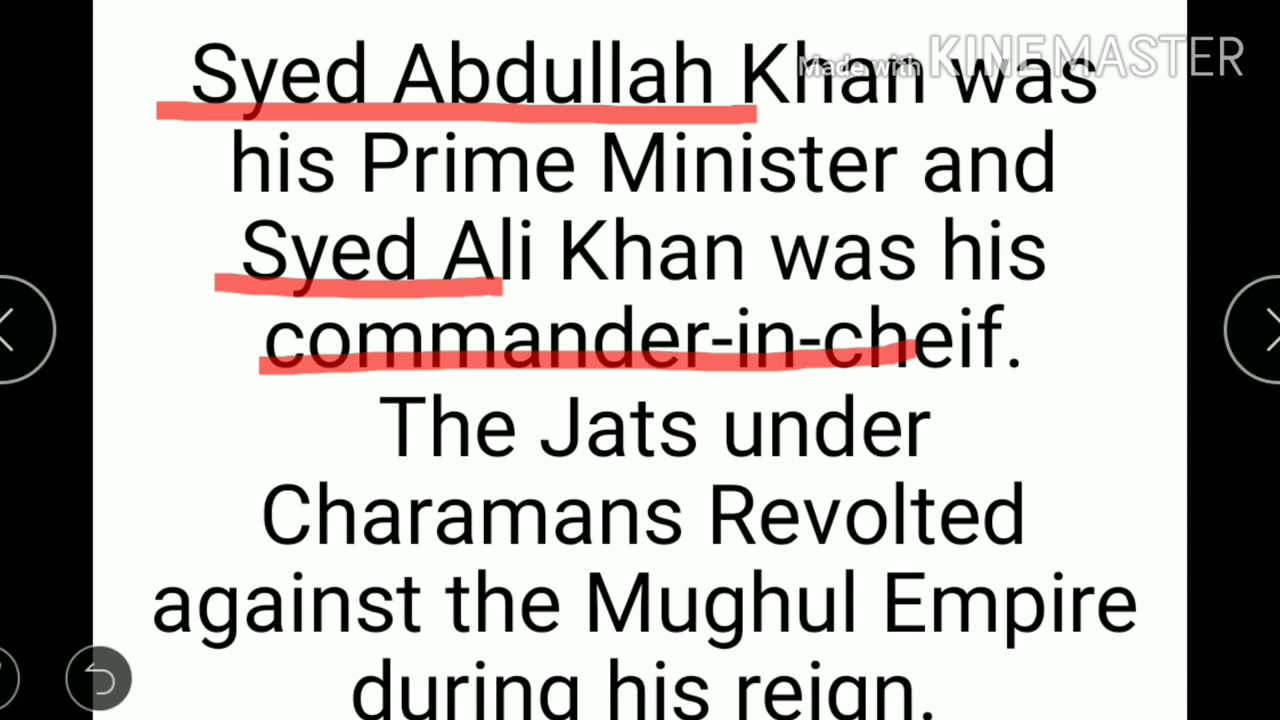 Made with KINEMASTER
Syed Abdullah Khan was
his Prime Minister and
Syed Ali Khan was his
commander-in-cheif.
The Jats under
Charamans Revolted
against the Mughul Empire
during his reign.